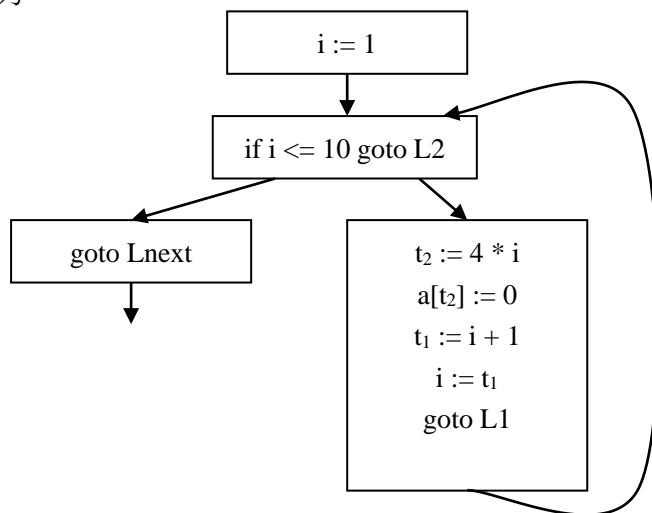 i := 1
if i <= 10 goto L2
goto Lnext
t₂ := 4 * i
a[t₂] := 0
t₁ := i + 1
i := t₁
goto L1